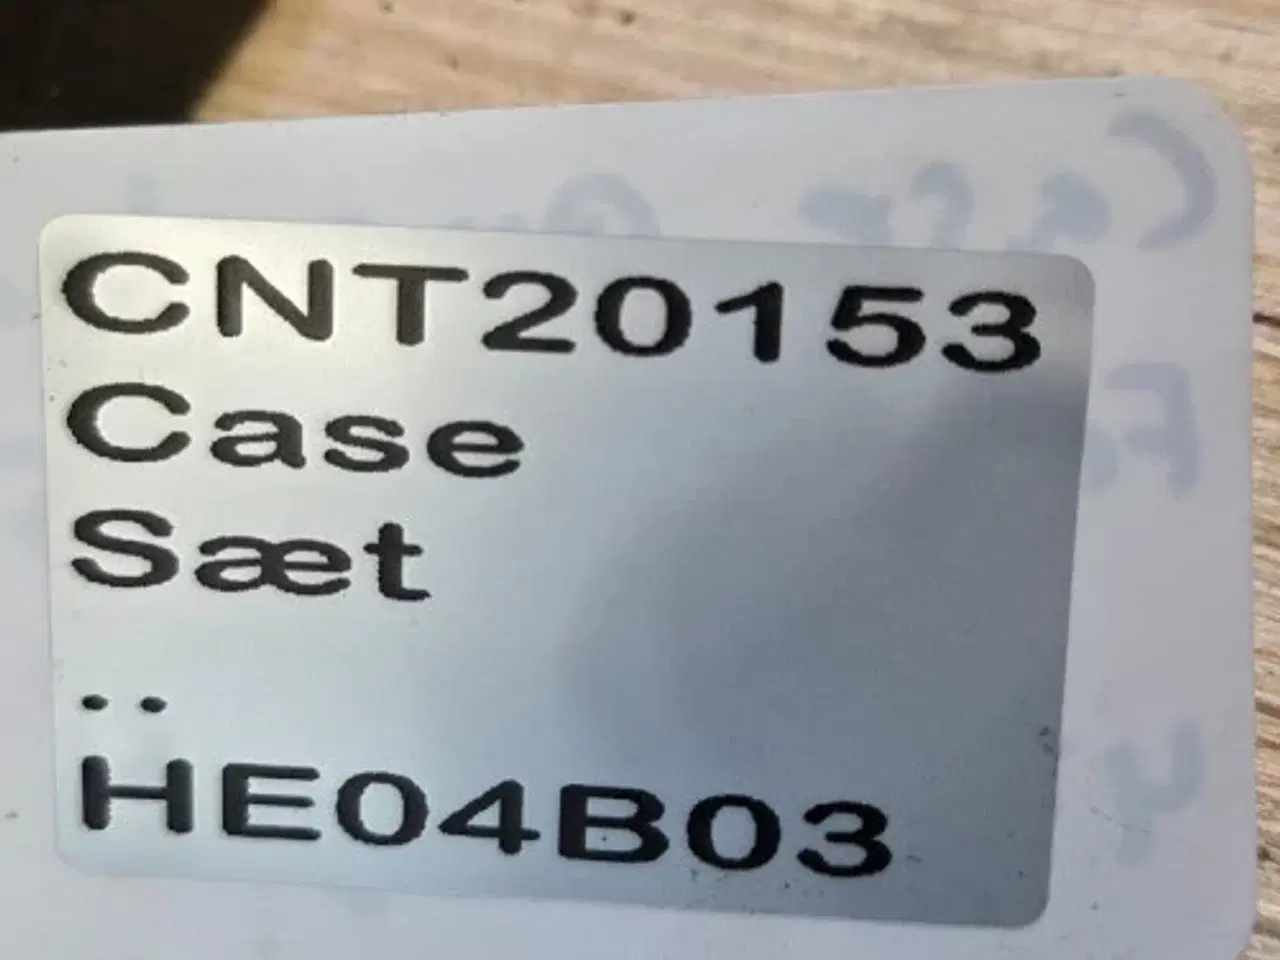 CNT20153
Case
Sæt
..
HE04B03